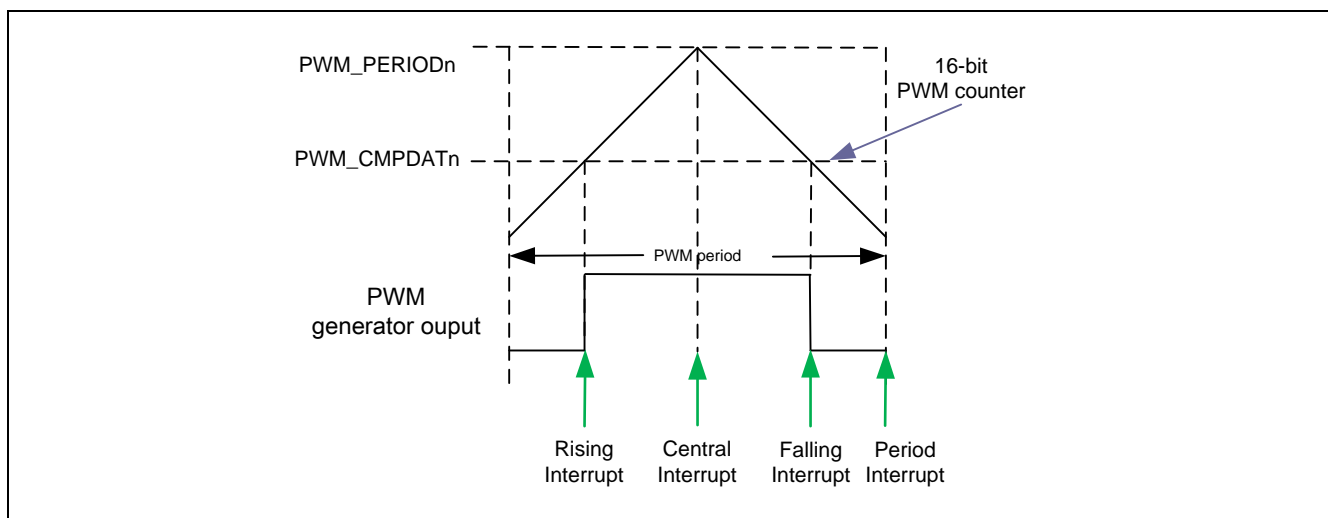 PWM_PERIODn
16-bit
PWM counter
PWM_CMPDATn
PWM period
PWM
generator ouput
Rising
Interrupt
Central
Interrupt
Falling
Interrupt
Period
Interrupt